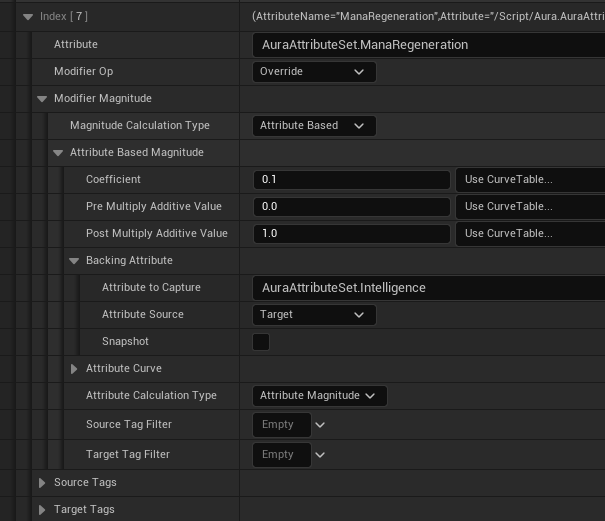 Index [ 7 ] (AttributeName="ManaRegeneration",Attribute="/Script/Aura.AuraAttri
Attribute AuraAttributeSet.ManaRegeneration
Modifier Op Override
Modifier Magnitude
Magnitude Calculation Type Attribute Based
Attribute Based Magnitude
Coefficient 0.1 Use CurveTable...
Pre Multiply Additive Value 0.0 Use CurveTable...
Post Multiply Additive Value 1.0 Use CurveTable...
Backing Attribute
Attribute to Capture AuraAttributeSet.Intelligence
Attribute Source Target
Snapshot
Attribute Curve
Attribute Calculation Type Attribute Magnitude
Source Tag Filter Empty
Target Tag Filter Empty
Source Tags
Target Tags